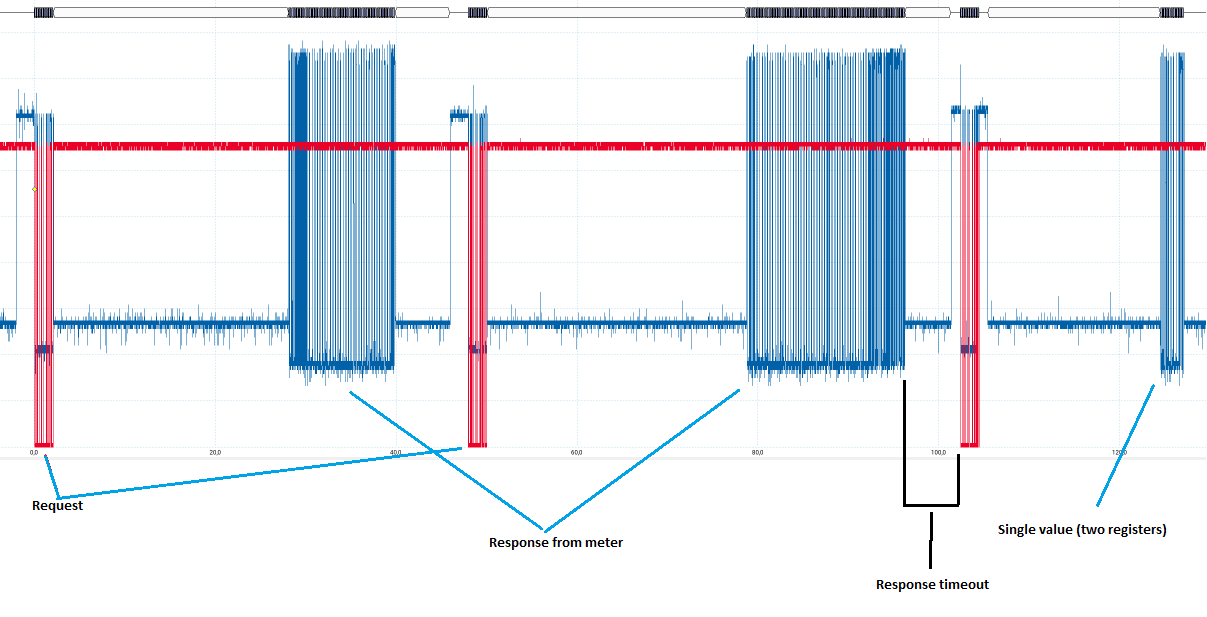 0,0 20,0 40,0 60,0 80,0 100,0 120,0
Request
Single value (two registers)
Response from meter
Response timeout